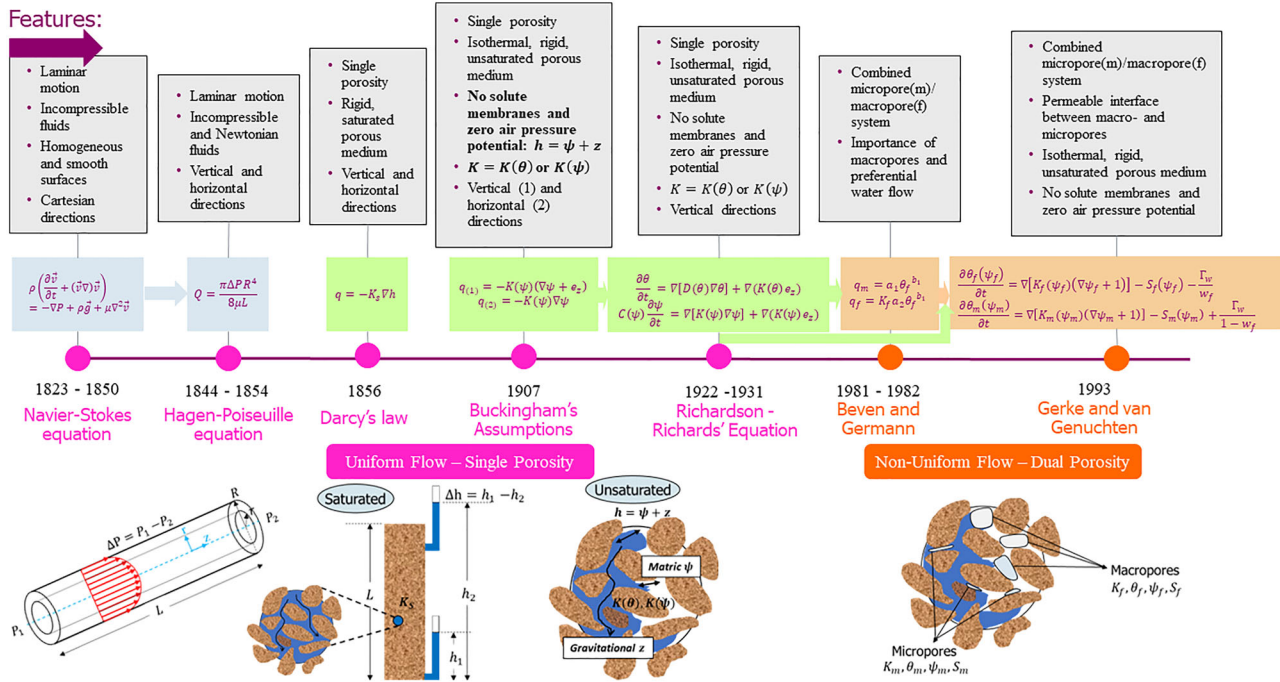 Features:
• Laminar
motion
• Incompressible
fluids
• Homogeneous
and smooth
surfaces
• Cartesian
directions
• Laminar motion
• Incompressible
and Newtonian
fluids
• Vertical and
horizontal
directions
• Single
porosity
• Rigid,
saturated
porous
medium
• Vertical and
horizontal
directions
• Single porosity
• Isothermal, rigid,
unsaturated porous
medium
• No solute
membranes and
zero air pressure
potential: h = ψ + z
• K = K(θ) or K(ψ)
• Vertical (1) and
horizontal (2)
directions
• Single porosity
• Isothermal, rigid,
unsaturated porous
medium
• No solute
membranes and
zero air pressure
potential
• K = K(θ) or K(ψ)
• Vertical directions
• Combined
micropore(m)/
macropore(f)
system
• Importance of
macropores and
preferential
water flow
• Combined
micropore(m)/macropore(f)
system
• Permeable interface
between macro- and
micropores
• Isothermal, rigid,
unsaturated porous medium
• No solute membranes and
zero air pressure potential
ρ(∂v⃗/∂t + (v⃗∇)v⃗)
= −∇P + ρg⃗ + μ∇²v⃗
Q = πΔPR⁴/8μL
q = −Kₛ∇h
q₍₁₎ = −K(ψ)(∇ψ + e_z)
q₍₂₎ = −K(ψ)∇ψ
∂θ/∂t = ∇[D(θ)∇θ] + ∇(K(θ)e_z)
C(ψ)∂ψ/∂t = ∇[K(ψ)∇ψ] + ∇(K(ψ)e_z)
q_m = a₁θ_f^b₁
q_f = K_f a₂θ_f^b₁
∂θ_f(ψ_f)/∂t = ∇[K_f(ψ_f)(∇ψ_f + 1)] − S_f(ψ_f) − Γ_w/w_f
∂θ_m(ψ_m)/∂t = ∇[K_m(ψ_m)(∇ψ_m + 1)] − S_m(ψ_m) + Γ_w/1 − w_f
1823 - 1850
Navier-Stokes
equation
1844 - 1854
Hagen-Poiseuille
equation
1856
Darcy's law
1907
Buckingham's
Assumptions
1922 -1931
Richardson -
Richards' Equation
1981 - 1982
Beven and
Germann
1993
Gerke and van
Genuchten
Uniform Flow – Single Porosity
Non-Uniform Flow – Dual Porosity
ΔP = P₁ − P₂
R
r
P₂
r
z
L
P₁
Saturated
Δh = h₁ − h₂
L
K_S
h₂
h₁
Unsaturated
h = ψ + z
Matric ψ
K(θ), K(ψ)
Gravitational z
Macropores
K_f, θ_f, ψ_f, S_f
Micropores
K_m, θ_m, ψ_m, S_m